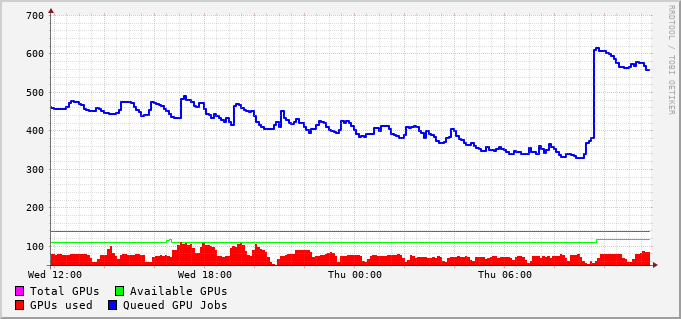 700
600
500
400
300
200
100
Wed 12:00 Wed 18:00 Thu 00:00 Thu 06:00
Total GPUs Available GPUs
GPUs used Queued GPU Jobs
RRDTOOL / TOBI OETIKER